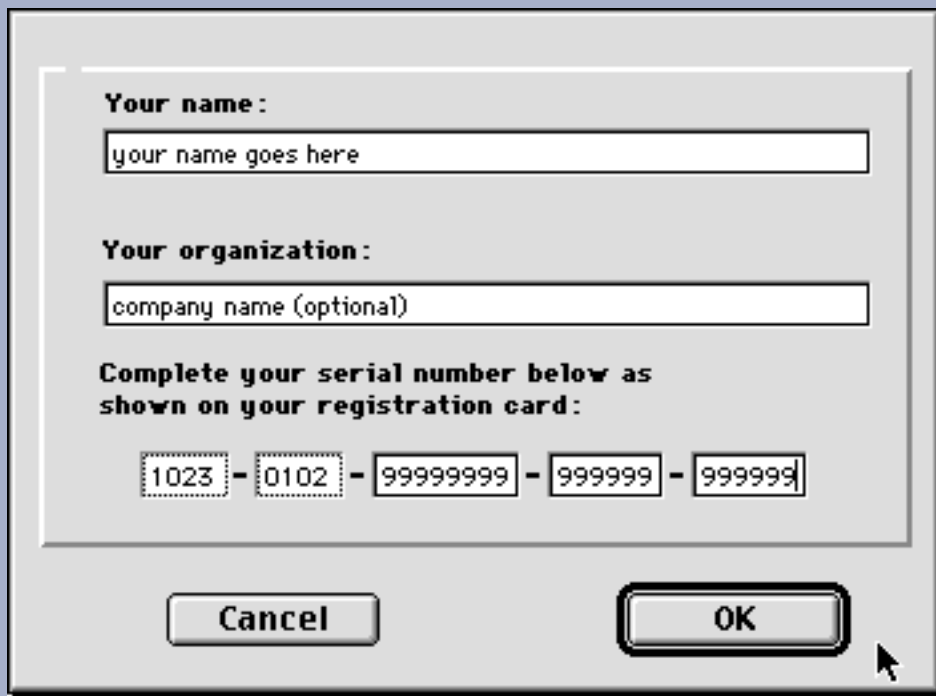 Your name:
your name goes here
Your organization:
company name (optional)
Complete your serial number below as
shown on your registration card:
1023 - 0102 - 99999999 - 999999 - 999999
Cancel OK